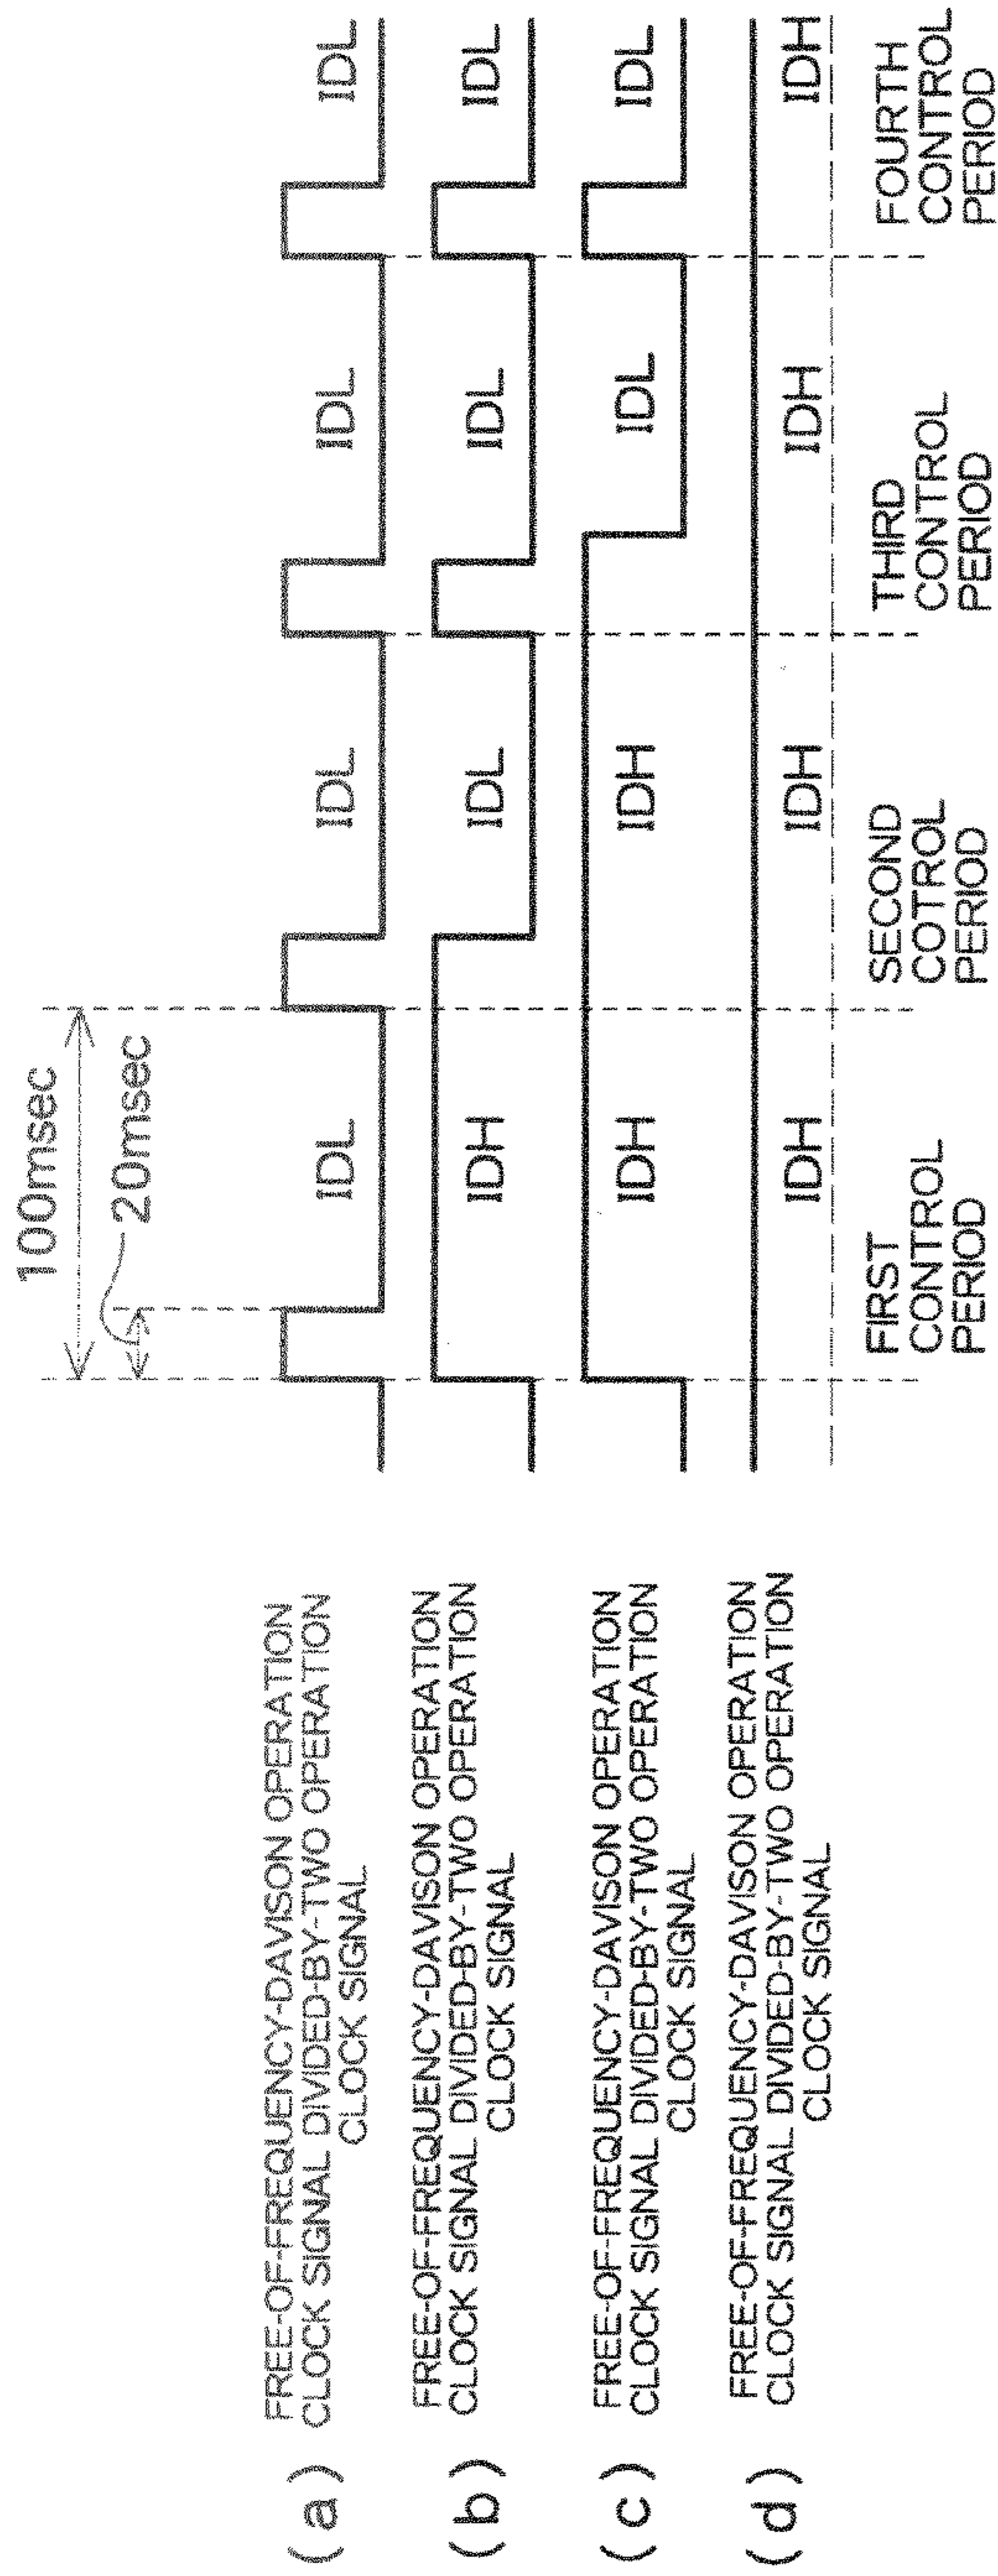 100msec
20msec
(a)
FREE-OF-FREQUENCY-DAVISON OPERATION
CLOCK SIGNAL DIVIDED-BY-TWO OPERATION
CLOCK SIGNAL
IDL
IDL
IDL
IDL
(b)
FREE-OF-FREQUENCY-DAVISON OPERATION
CLOCK SIGNAL DIVIDED-BY-TWO OPERATION
CLOCK SIGNAL
IDH
IDL
IDL
IDL
(c)
FREE-OF-FREQUENCY-DAVISON OPERATION
CLOCK SIGNAL DIVIDED-BY-TWO OPERATION
CLOCK SIGNAL
IDH
IDH
IDL
IDL
(d)
FREE-OF-FREQUENCY-DAVISON OPERATION
CLOCK SIGNAL DIVIDED-BY-TWO OPERATION
CLOCK SIGNAL
IDH
IDH
IDH
IDH
FIRST
CONTROL
PERIOD
SECOND
COTROL
PERIOD
THIRD
CONTROL
PERIOD
FOURTH
CONTROL
PERIOD